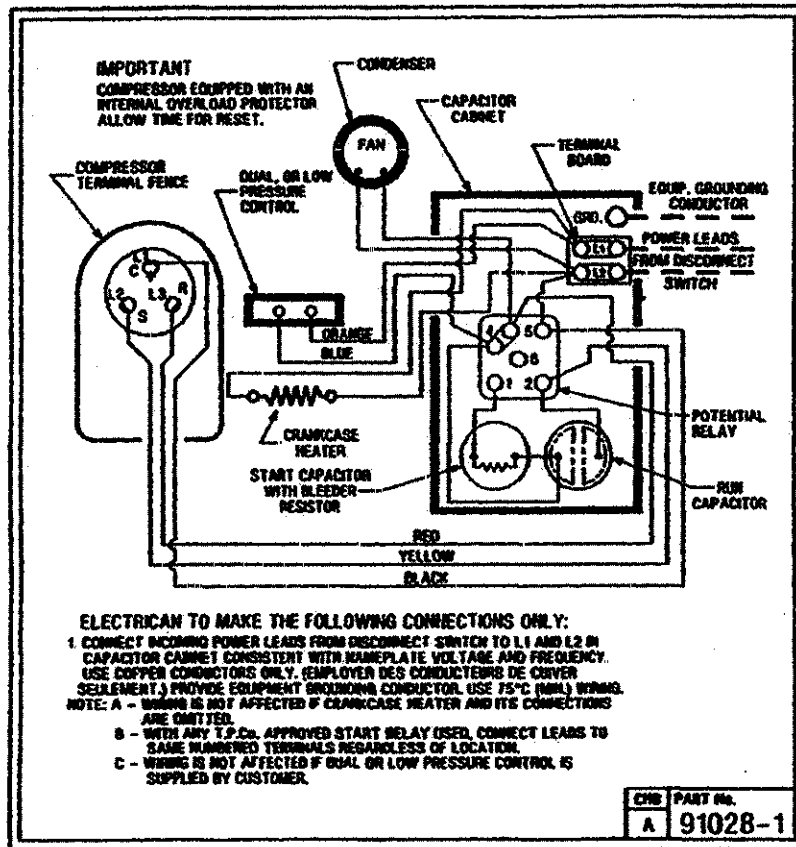 IMPORTANT
COMPRESSOR EQUIPPED WITH AN
INTERNAL OVERLOAD PROTECTOR
ALLOW TIME FOR RESET.
CONDENSER
FAN
CAPACITOR
CABINET
TERMINAL
BOARD
COMPRESSOR
TERMINAL FENCE
DUAL, OR LOW
PRESSURE
CONTROL
EQUIP. GROUNDING
CONDUCTOR
GRD.
L1
POWER LEADS
FROM DISCONNECT
L2
SWITCH
L1
C
L2
S
L3
R
ORANGE
BLUE
4
5
6
1
2
CRANKCASE
HEATER
POTENTIAL
RELAY
START CAPACITOR
WITH BLEEDER
RESISTOR
RUN
CAPACITOR
RED
YELLOW
BLACK
ELECTRICAN TO MAKE THE FOLLOWING CONNECTIONS ONLY:
1. CONNECT INCOMING POWER LEADS FROM DISCONNECT SWITCH TO L1 AND L2 IN
CAPACITOR CABINET CONSISTENT WITH NAMEPLATE VOLTAGE AND FREQUENCY.
USE COPPER CONDUCTORS ONLY. (EMPLOYER DES CONDUCTEURS DE CUIVER
SEULEMENT.) PROVIDE EQUIPMENT GROUNDING CONDUCTOR. USE 75°C (MIN.) WIRING.
NOTE: A - WIRING IS NOT AFFECTED IF CRANKCASE HEATER AND ITS CONNECTIONS
ARE OMITTED.
B - WITH ANY T.P.Co. APPROVED START RELAY USED, CONNECT LEADS TO
SAME NUMBERED TERMINALS REGARDLESS OF LOCATION.
C - WIRING IS NOT AFFECTED IF DUAL OR LOW PRESSURE CONTROL IS
SUPPLIED BY CUSTOMER.
CHG PART No.
A 91028-1